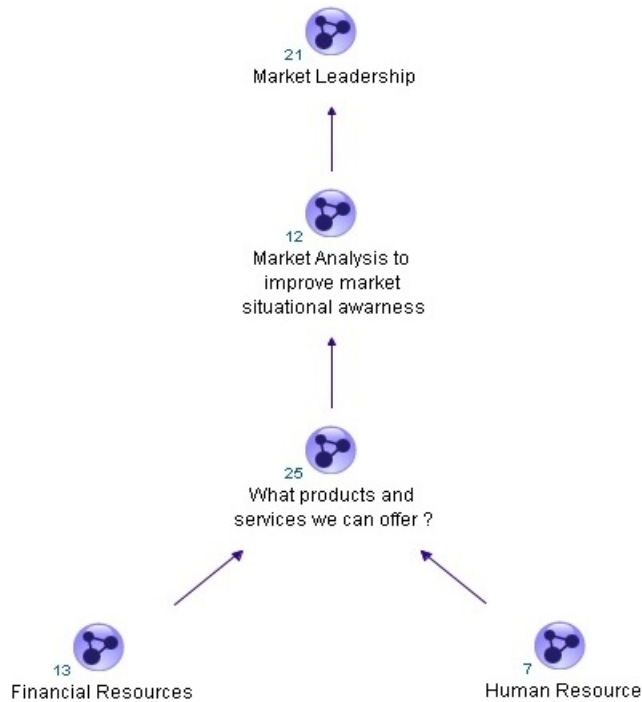 21
Market Leadership
12
Market Analysis to
improve market
situational awarness
25
What products and
services we can offer ?
13
Financial Resources
7
Human Resource